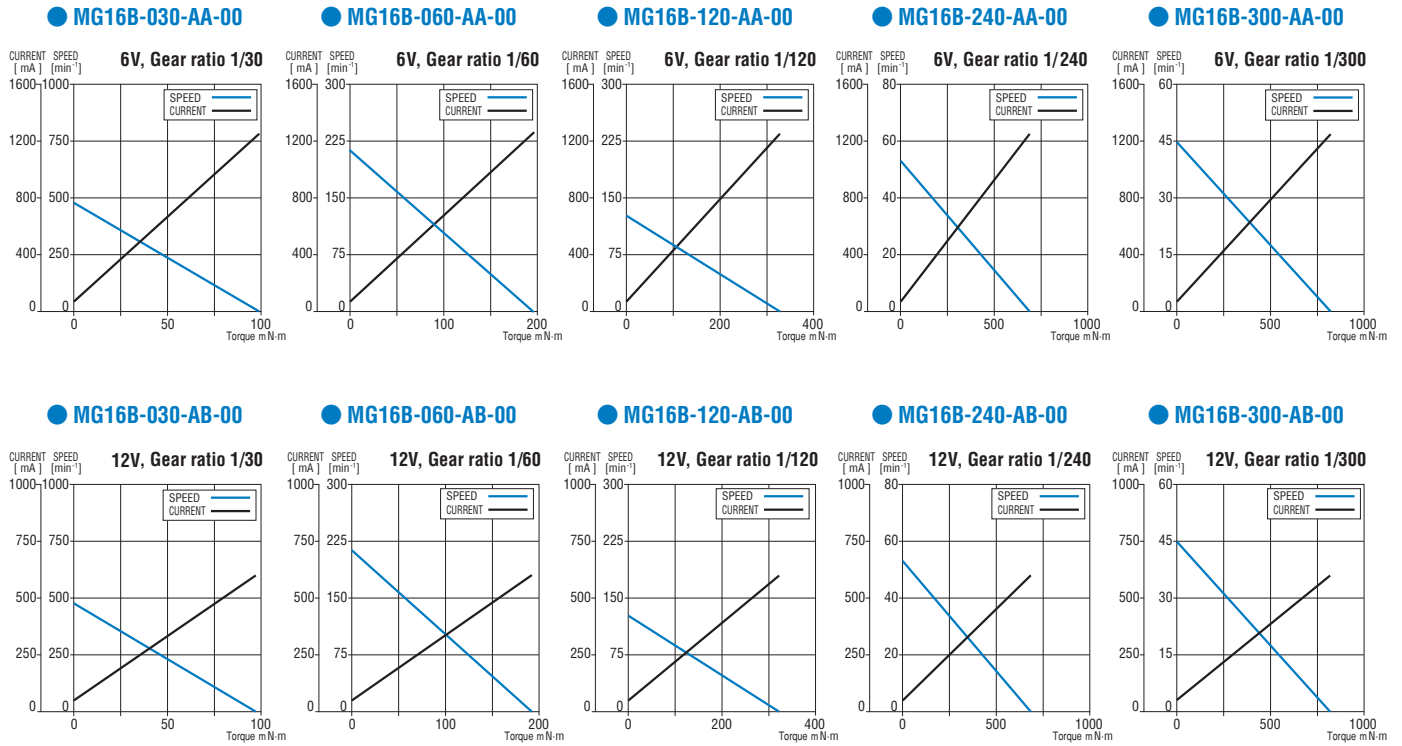 MG16B-030-AA-00
CURRENT SPEED
[ mA ] [min-1]
6V, Gear ratio 1/30
1600 1000
SPEED
CURRENT
1200 750
800 500
400 250
0 0
0 50 100
Torque mN·m
MG16B-060-AA-00
CURRENT SPEED
[ mA ] [min-1]
6V, Gear ratio 1/60
1600 300
SPEED
CURRENT
1200 225
800 150
400 75
0 0
0 100 200
Torque mN·m
MG16B-120-AA-00
CURRENT SPEED
[ mA ] [min-1]
6V, Gear ratio 1/120
1600 300
SPEED
CURRENT
1200 225
800 150
400 75
0 0
0 200 400
Torque mN·m
MG16B-240-AA-00
CURRENT SPEED
[ mA ] [min-1]
6V, Gear ratio 1/240
1600 80
SPEED
CURRENT
1200 60
800 40
400 20
0 0
0 500 1000
Torque mN·m
MG16B-300-AA-00
CURRENT SPEED
[ mA ] [min-1]
6V, Gear ratio 1/300
1600 60
SPEED
CURRENT
1200 45
800 30
400 15
0 0
0 500 1000
Torque mN·m
MG16B-030-AB-00
CURRENT SPEED
[ mA ] [min-1]
12V, Gear ratio 1/30
1000 1000
SPEED
CURRENT
750 750
500 500
250 250
0 0
0 50 100
Torque mN·m
MG16B-060-AB-00
CURRENT SPEED
[ mA ] [min-1]
12V, Gear ratio 1/60
1000 300
SPEED
CURRENT
750 225
500 150
250 75
0 0
0 100 200
Torque mN·m
MG16B-120-AB-00
CURRENT SPEED
[ mA ] [min-1]
12V, Gear ratio 1/120
1000 300
SPEED
CURRENT
750 225
500 150
250 75
0 0
0 200 400
Torque mN·m
MG16B-240-AB-00
CURRENT SPEED
[ mA ] [min-1]
12V, Gear ratio 1/240
1000 80
SPEED
CURRENT
750 60
500 40
250 20
0 0
0 500 1000
Torque mN·m
MG16B-300-AB-00
CURRENT SPEED
[ mA ] [min-1]
12V, Gear ratio 1/300
1000 60
SPEED
CURRENT
750 45
500 30
250 15
0 0
0 500 1000
Torque mN·m